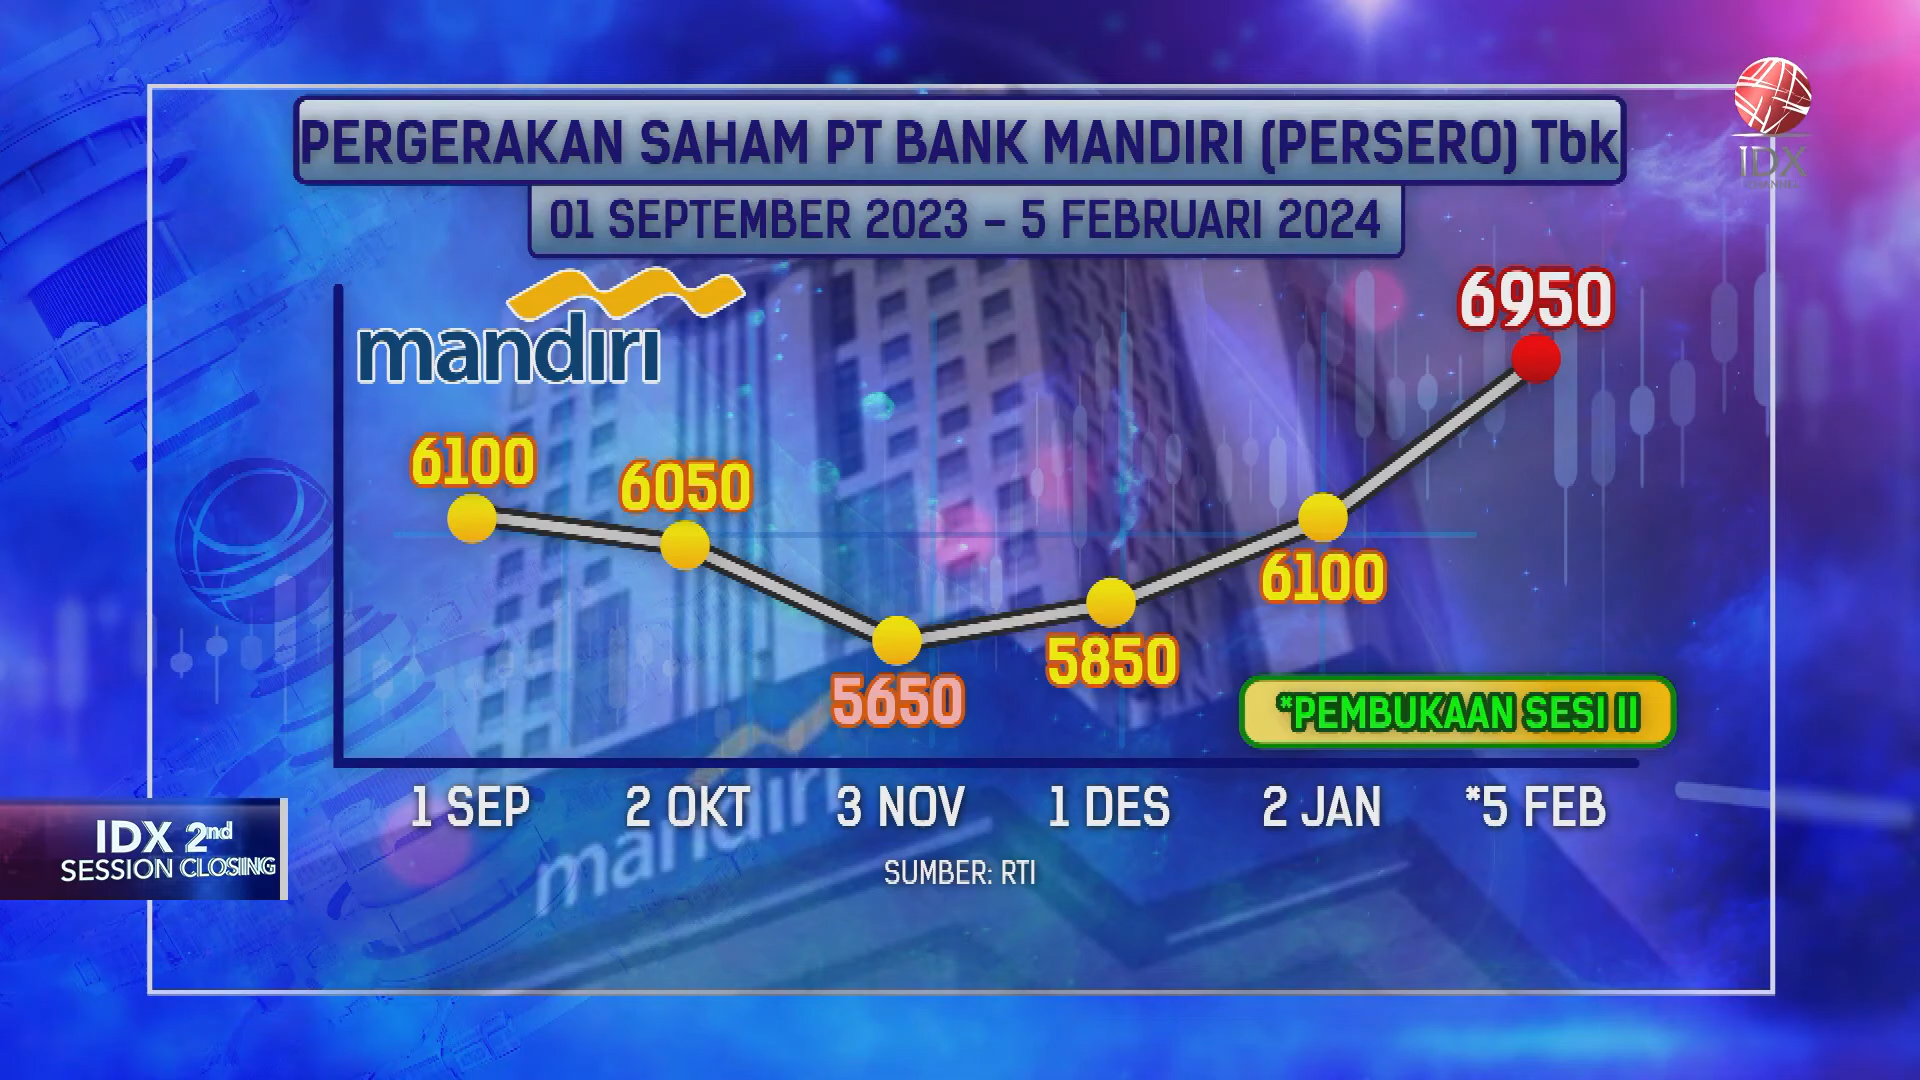 PERGERAKAN SAHAM PT BANK MANDIRI (PERSERO) Tbk
01 SEPTEMBER 2023 – 5 FEBRUARI 2024
IDX
CHANNEL
mandiri
6100
6050
5650
5850
6100
6950
*PEMBUKAAN SESI II
1 SEP
2 OKT
3 NOV
1 DES
2 JAN
*5 FEB
mandiri
SUMBER: RTI
IDX 2nd
SESSION CLOSING